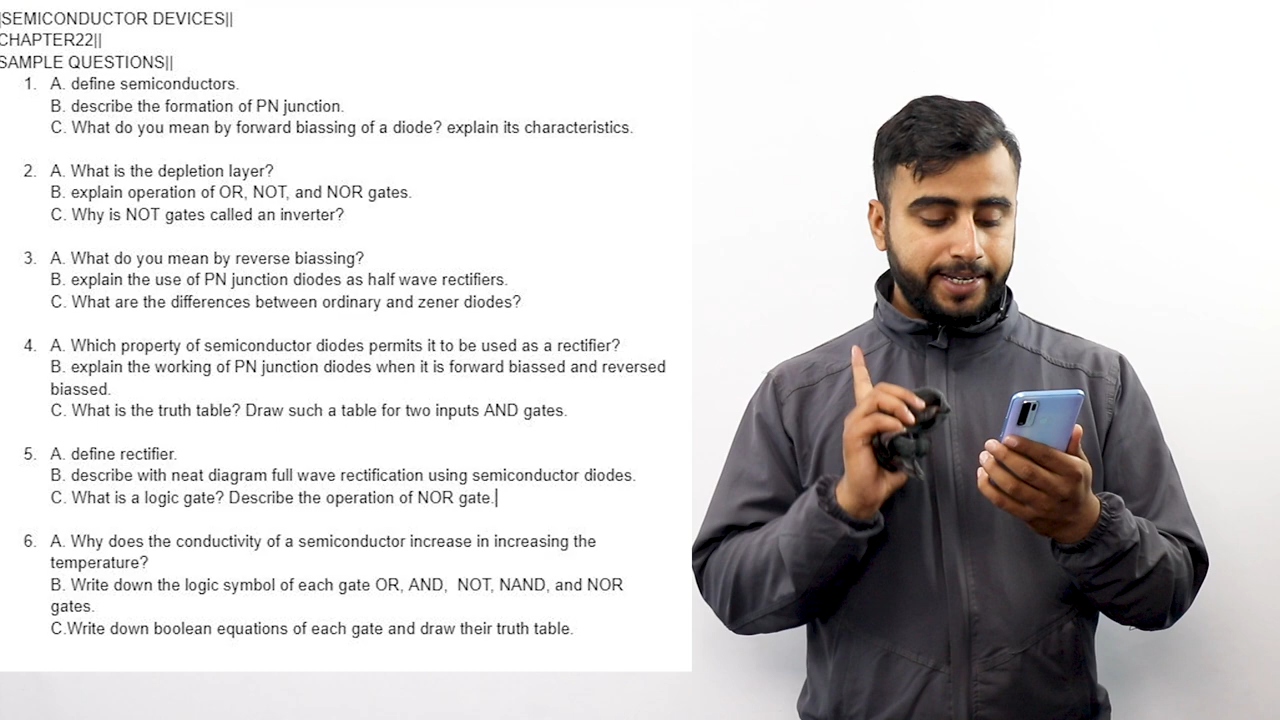 |SEMICONDUCTOR DEVICES||
CHAPTER22||
SAMPLE QUESTIONS||
1. A. define semiconductors.
B. describe the formation of PN junction.
C. What do you mean by forward biassing of a diode? explain its characteristics.
2. A. What is the depletion layer?
B. explain operation of OR, NOT, and NOR gates.
C. Why is NOT gates called an inverter?
3. A. What do you mean by reverse biassing?
B. explain the use of PN junction diodes as half wave rectifiers.
C. What are the differences between ordinary and zener diodes?
4. A. Which property of semiconductor diodes permits it to be used as a rectifier?
B. explain the working of PN junction diodes when it is forward biassed and reversed
biassed.
C. What is the truth table? Draw such a table for two inputs AND gates.
5. A. define rectifier.
B. describe with neat diagram full wave rectification using semiconductor diodes.
C. What is a logic gate? Describe the operation of NOR gate.
6. A. Why does the conductivity of a semiconductor increase in increasing the
temperature?
B. Write down the logic symbol of each gate OR, AND,  NOT, NAND, and NOR
gates.
C.Write down boolean equations of each gate and draw their truth table.